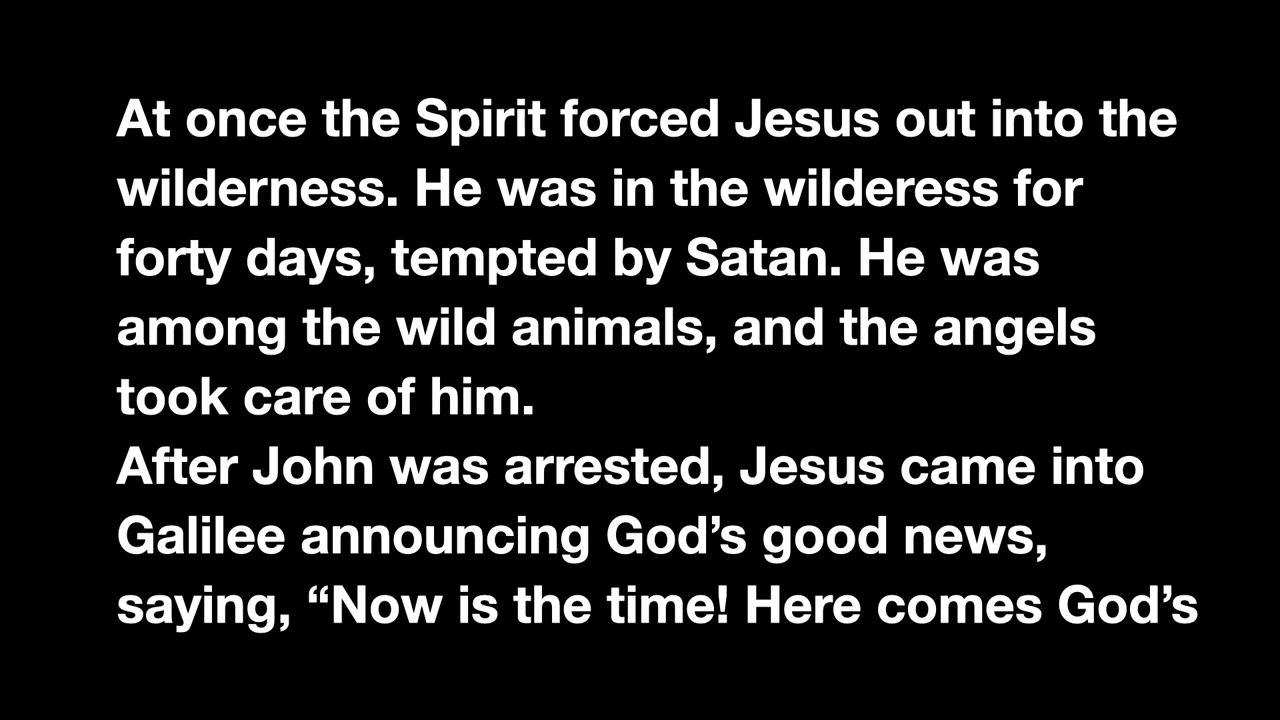 At once the Spirit forced Jesus out into the
wilderness. He was in the wilderess for
forty days, tempted by Satan. He was
among the wild animals, and the angels
took care of him.
After John was arrested, Jesus came into
Galilee announcing God’s good news,
saying, “Now is the time! Here comes God’s